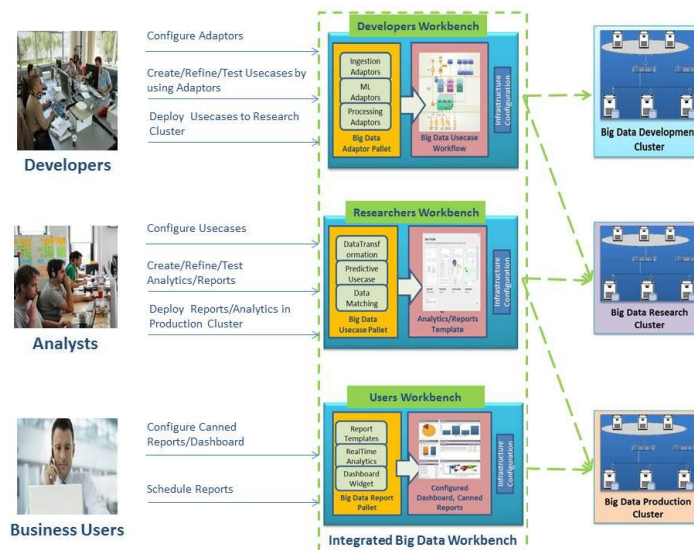 Developers Workbench
Configure Adaptors
Create/Refine/Test Usecases by
using Adaptors
Deploy Usecases to Research
Cluster
Developers
Ingestion
Adaptors
ML
Adaptors
Processing
Adaptors
Big Data
Adaptor Pallet
Big Data Usecase
Workflow
Infrastructure
Configuration
Big Data Development
Cluster
Researchers Workbench
Configure Usecases
Create/Refine/Test
Analytics/Reports
Deploy Reports/Analytics in
Production Cluster
Analysts
DataTransf
ormation
Predictive
Usecase
Data
Matching
Big Data
Usecase Pallet
Analytics/Reports
Template
Infrastructure
Configuration
Big Data Research
Cluster
Users Workbench
Configure Canned
Reports/Dashboard
Schedule Reports
Business Users
Report
Templates
RealTime
Analytics
Dashboard
Widget
Big Data Report
Pallet
Configured
Dashboard, Canned
Reports
Infrastructure
Configuration
Big Data Production
Cluster
Integrated Big Data Workbench